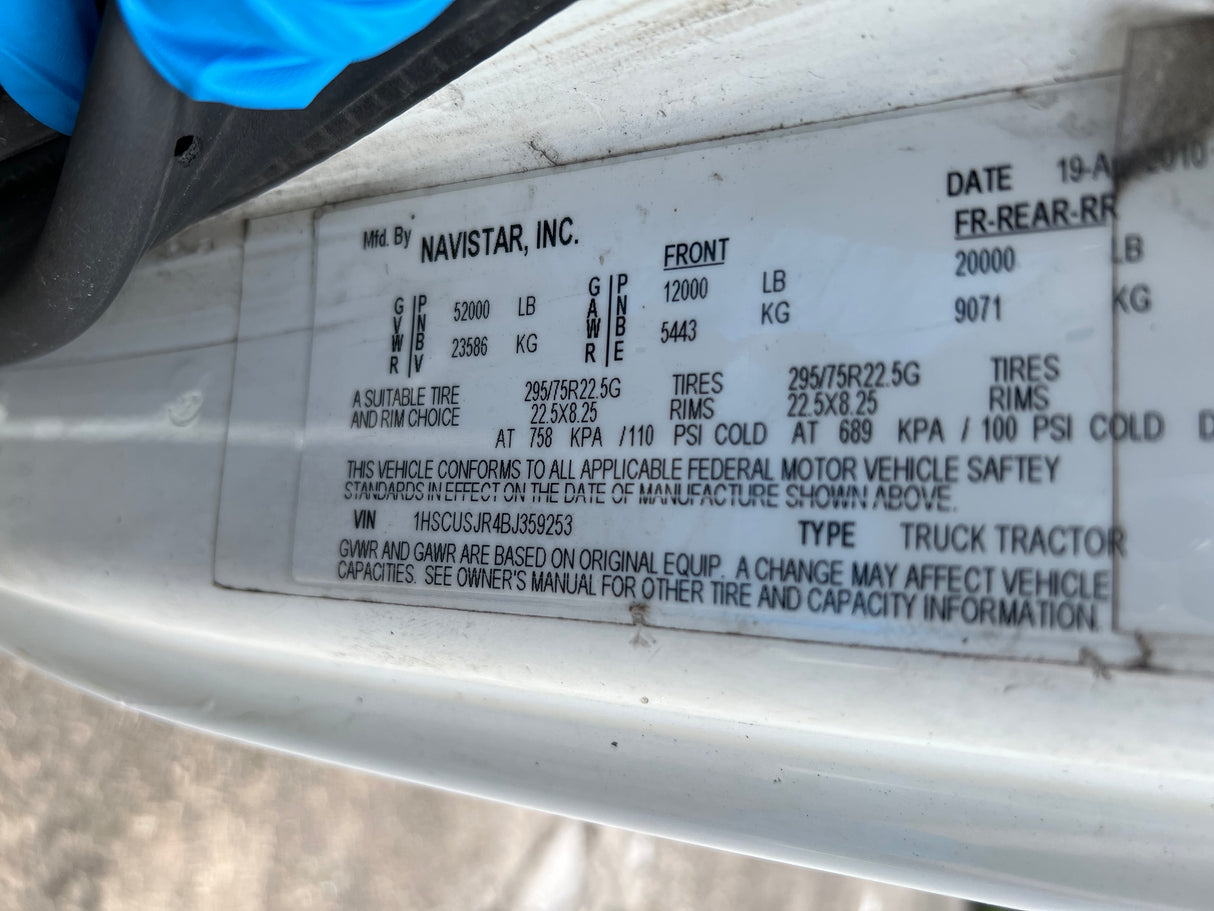 DATE 19-A 2010
Mfd. By NAVISTAR, INC. FRONT FR-REAR-RR
GVWR PNBV 52000 LB GAWR PNBE 12000 LB 20000 LB
23586 KG 5443 KG 9071 KG
A SUITABLE TIRE 295/75R22.5G TIRES 295/75R22.5G TIRES
AND RIM CHOICE 22.5X8.25 RIMS 22.5X8.25 RIMS
AT 758 KPA /110 PSI COLD AT 689 KPA / 100 PSI COLD D
THIS VEHICLE CONFORMS TO ALL APPLICABLE FEDERAL MOTOR VEHICLE SAFTEY
STANDARDS IN EFFECT ON THE DATE OF MANUFACTURE SHOWN ABOVE.
VIN 1HSCUSJR4BJ359253 TYPE TRUCK TRACTOR
GVWR AND GAWR ARE BASED ON ORIGINAL EQUIP. A CHANGE MAY AFFECT VEHICLE
CAPACITIES. SEE OWNER'S MANUAL FOR OTHER TIRE AND CAPACITY INFORMATION.